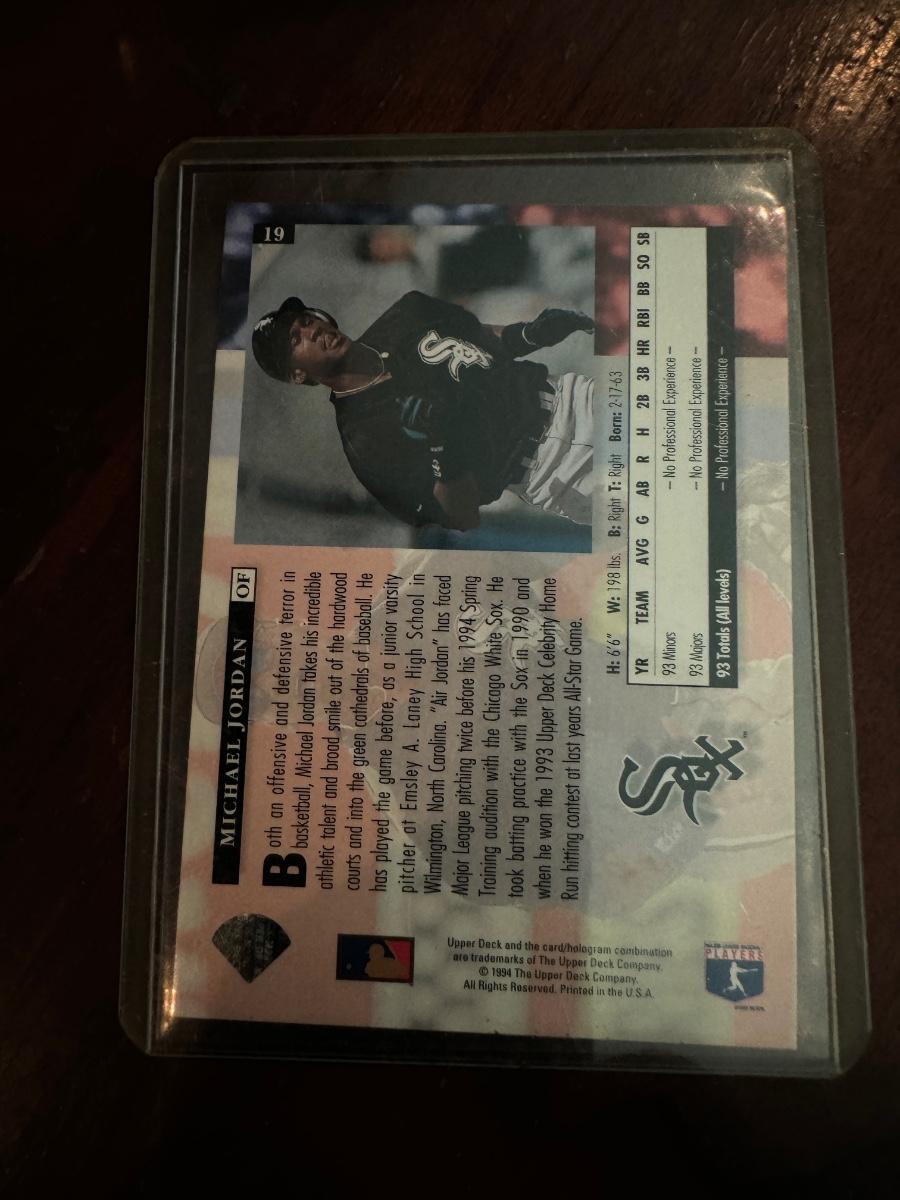 19
MICHAEL JORDAN OF
Both an offensive and defensive terror in
basketball, Michael Jordan takes his incredible
athletic talent and broad smile out of the hardwood
courts and into the green cathedrals of baseball. He
has played the game before, as a junior varsity
pitcher at Emsley A. Laney High School in
Wilmington, North Carolina. "Air Jordan" has faced
Major League pitching twice before his 1994 Spring
Training audition with the Chicago White Sox. He
took batting practice with the Sox in 1990 and
when he won the 1993 Upper Deck Celebrity Home
Run hitting contest at last years All-Star Game.
H: 6'6" W: 198 lbs. B: Right T: Right Born: 2-17-63
YR TEAM AVG G AB R H 2B 3B HR RBI BB SO SB
93 Minors – No Professional Experience –
93 Majors – No Professional Experience –
93 Totals (All levels) – No Professional Experience –
Sox
Sox
TM
Upper Deck and the card/hologram combination
are trademarks of The Upper Deck Company.
© 1994 The Upper Deck Company.
All Rights Reserved. Printed in the U.S.A.
MAJOR LEAGUE BASEBALL
PLAYERS